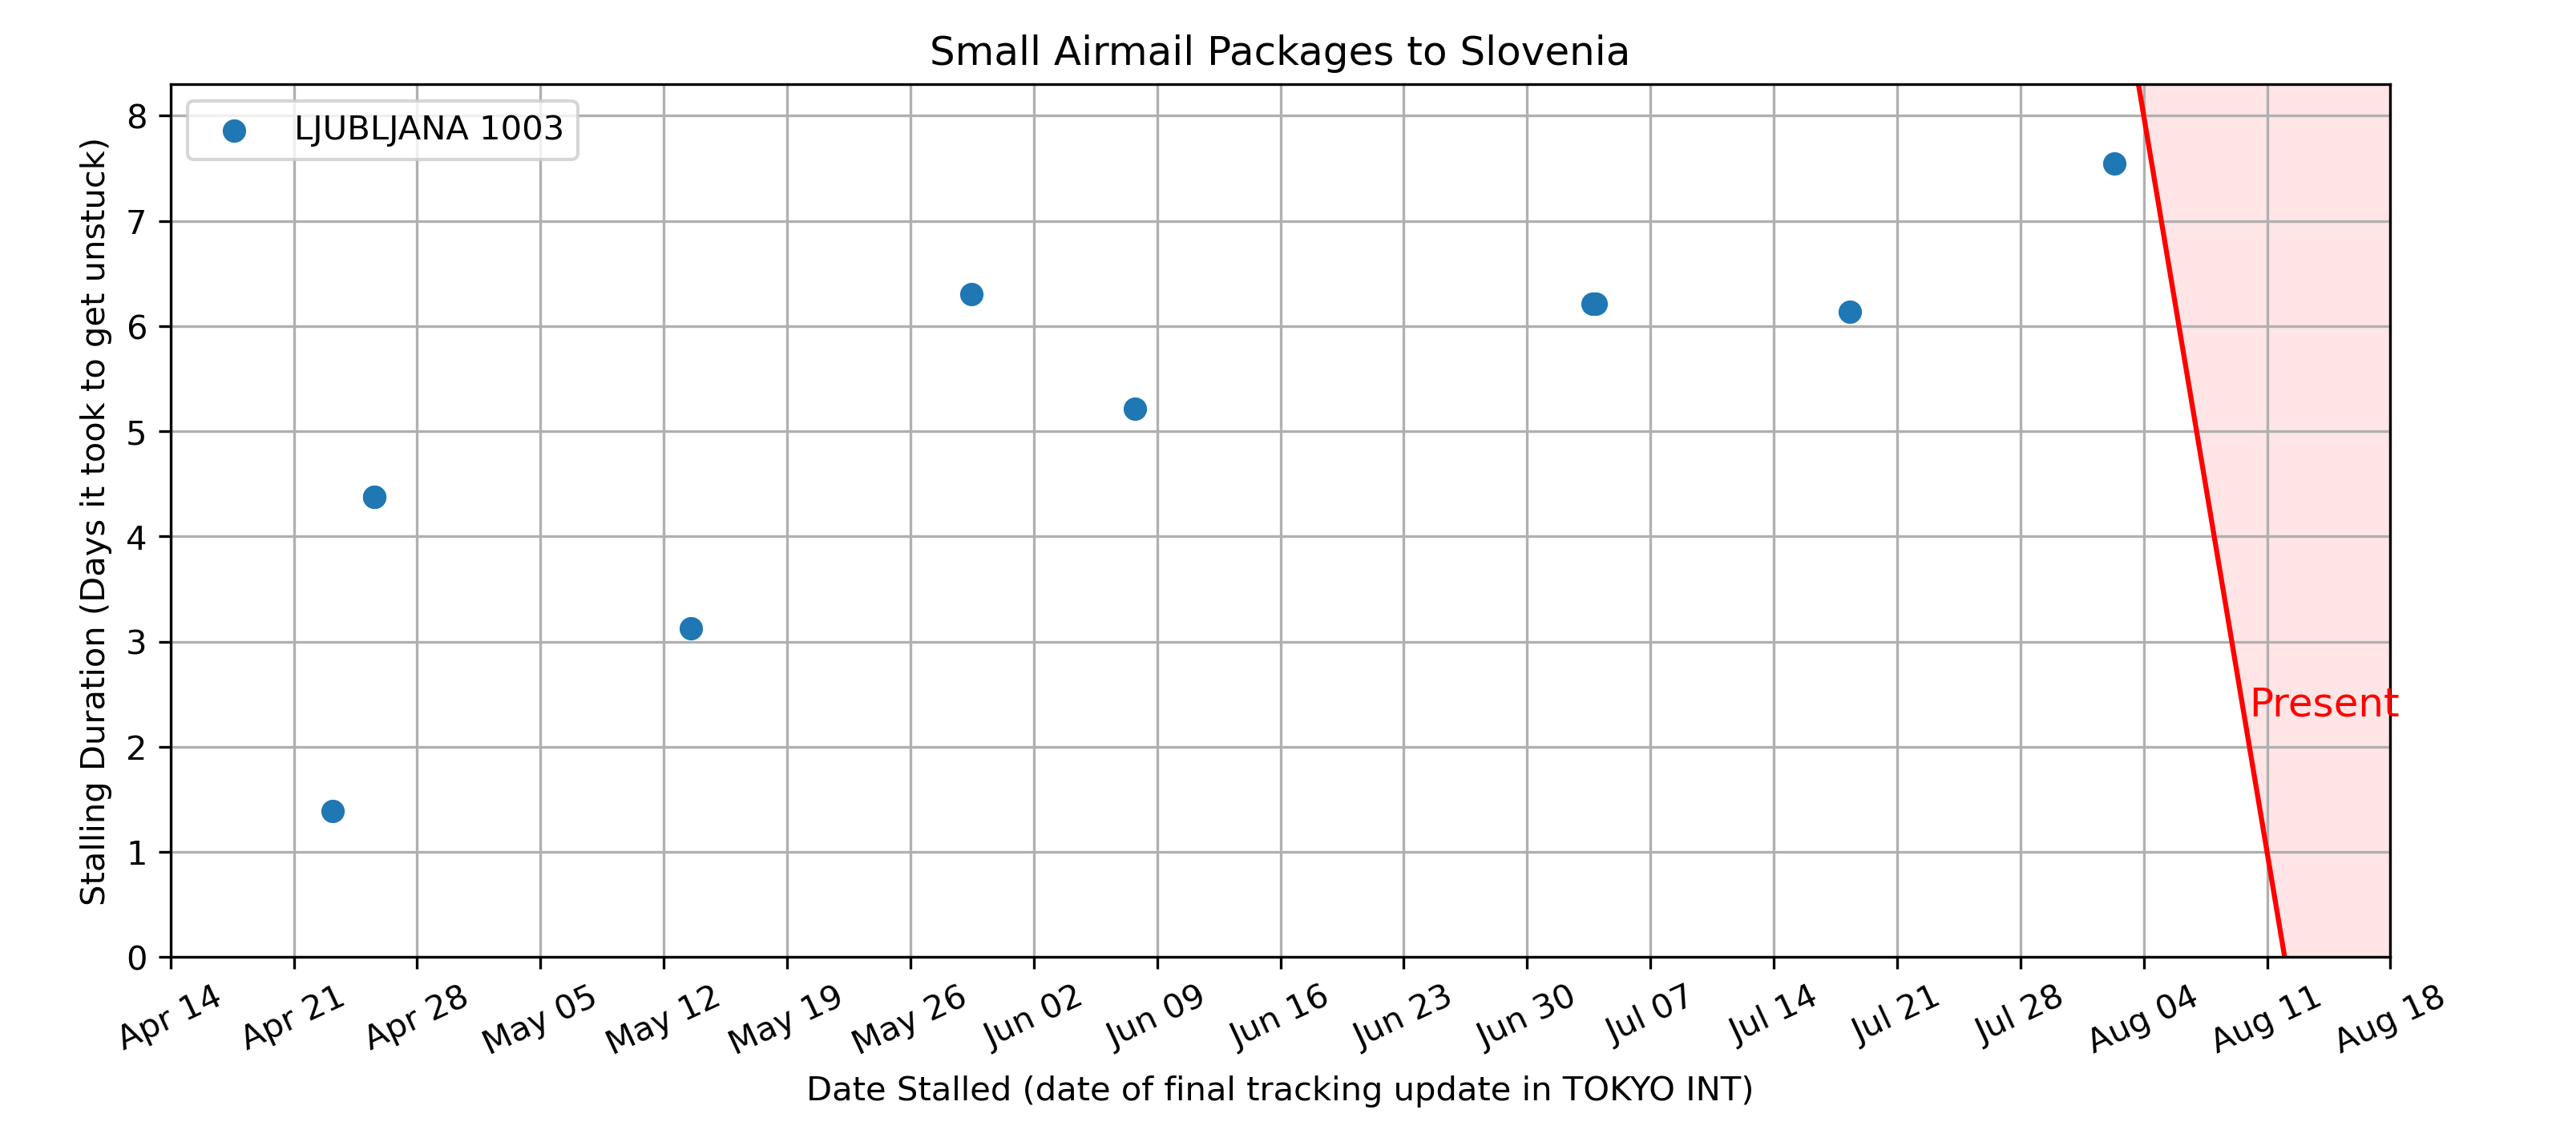 Small Airmail Packages to Slovenia
LJUBLJANA 1003
Stalling Duration (Days it took to get unstuck)
8
7
6
5
4
3
2
1
0
Present
Apr 14 Apr 21 Apr 28 May 05 May 12 May 19 May 26 Jun 02 Jun 09 Jun 16 Jun 23 Jun 30 Jul 07 Jul 14 Jul 21 Jul 28 Aug 04 Aug 11 Aug 18
Date Stalled (date of final tracking update in TOKYO INT)